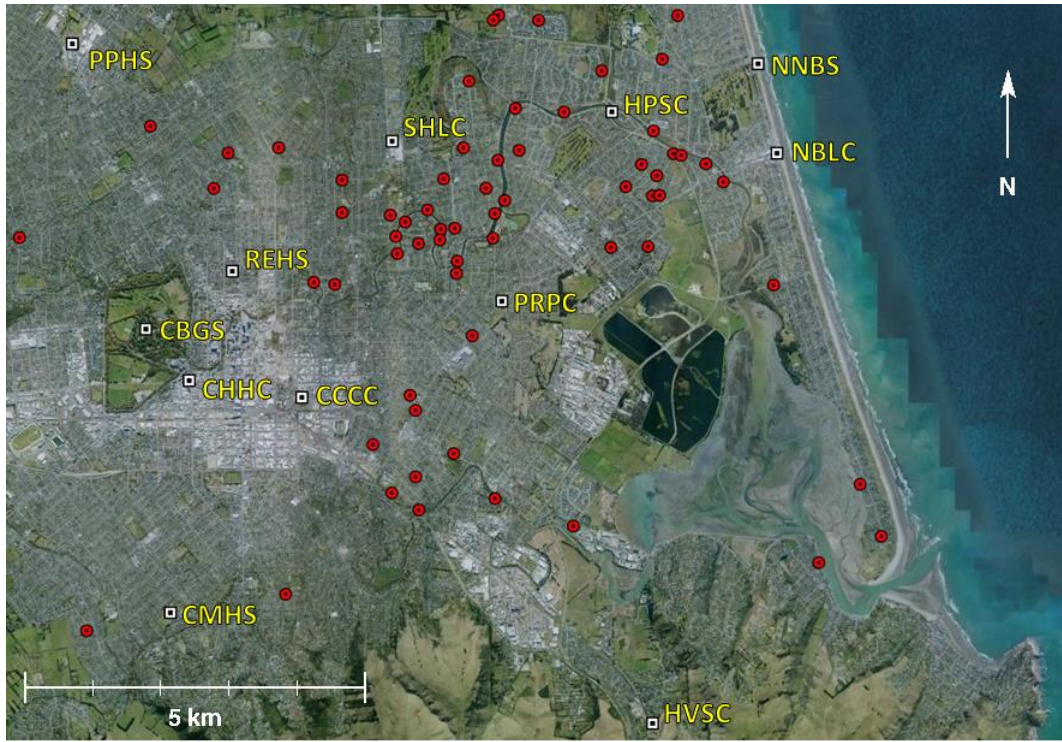 PPHS
NNBS
HPSC
SHLC
NBLC
N
REHS
PRPC
CBGS
CHHC
CCCC
CMHS
5 km
HVSC